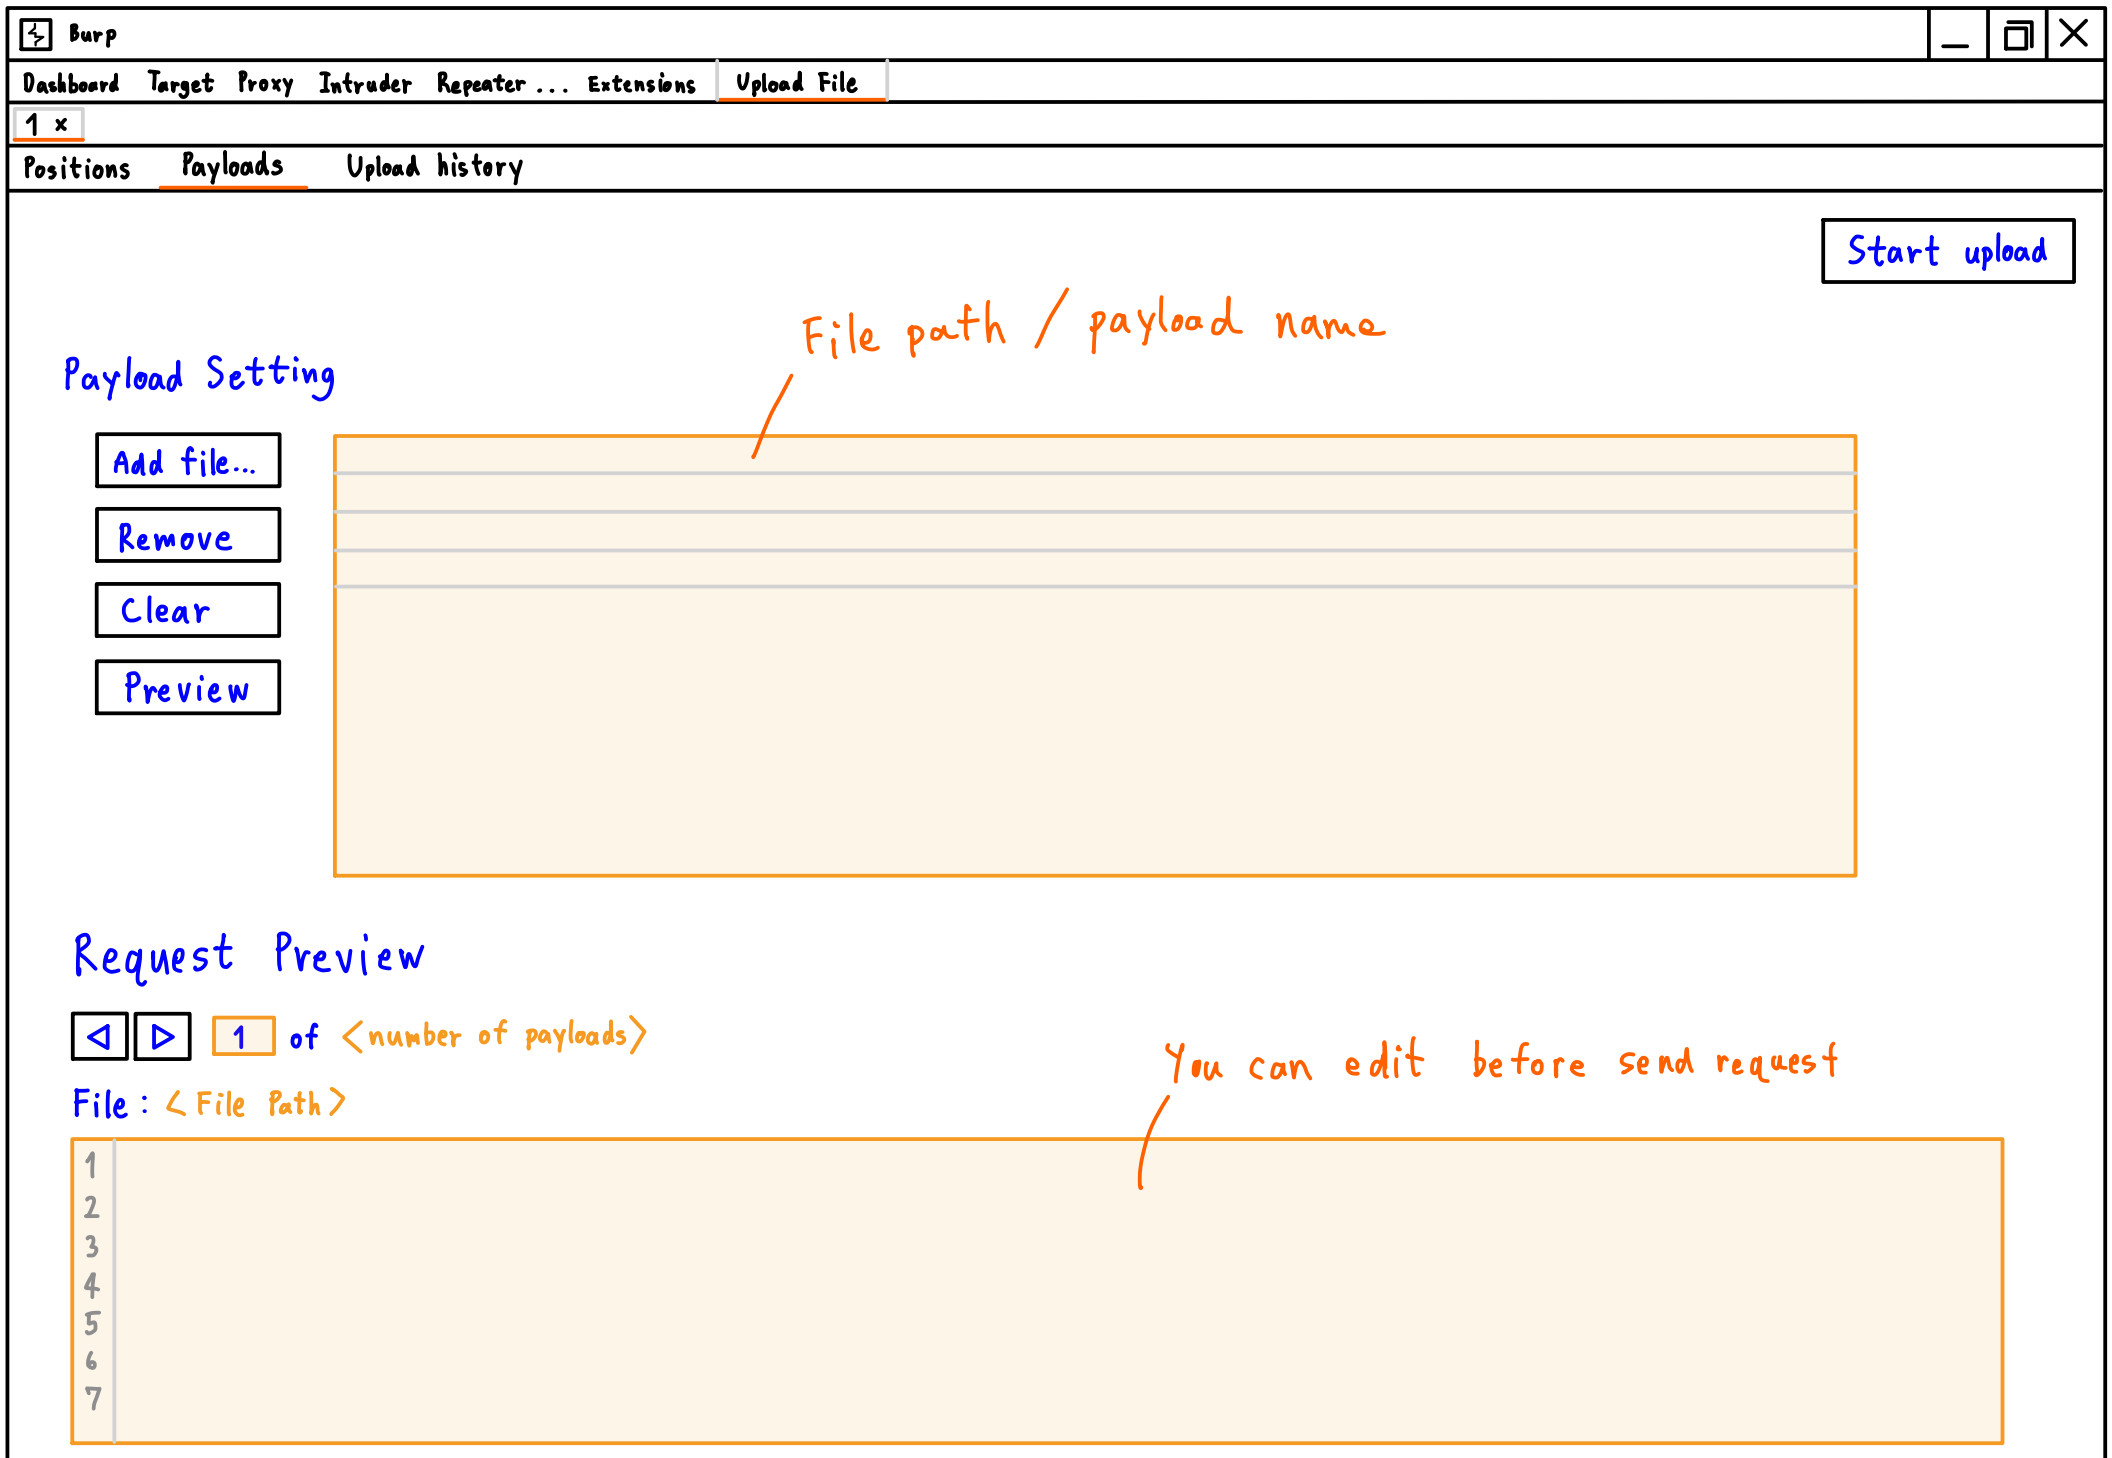 Burp
Dashboard Target Proxy Intruder Repeater ... Extensions Upload File
1 ×
Positions Payloads Upload history
Start upload
File path / payload name
Payload Setting
Add file...
Remove
Clear
Preview
Request Preview
1 of <number of payloads>
You can edit before send request
File : <File Path>
1
2
3
4
5
6
7